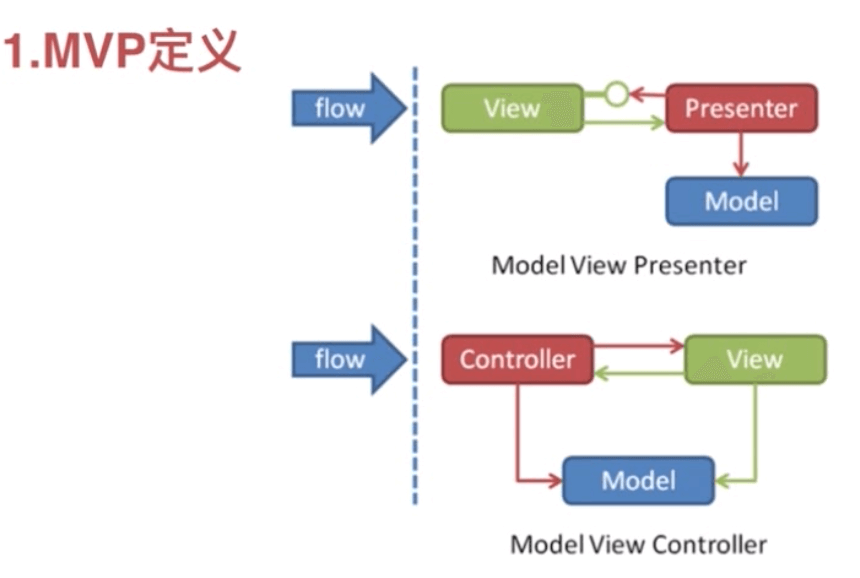 1.MVP定义
flow
View
Presenter
Model
Model View Presenter
flow
Controller
View
Model
Model View Controller